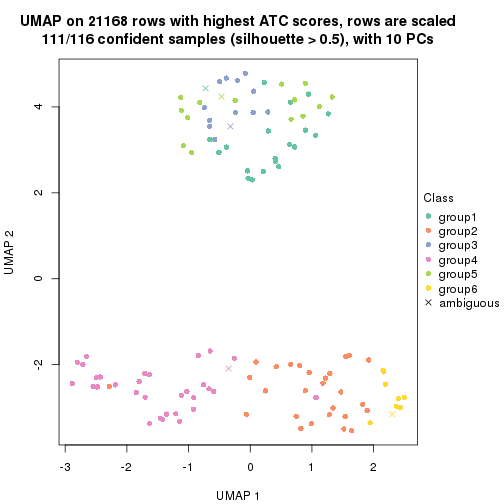 UMAP on 21168 rows with highest ATC scores, rows are scaled
111/116 confident samples (silhouette > 0.5), with 10 PCs
4
2
0
-2
UMAP 2
-3
-2
-1
0
1
2
UMAP 1
Class
group1
group2
group3
group4
group5
group6
ambiguous